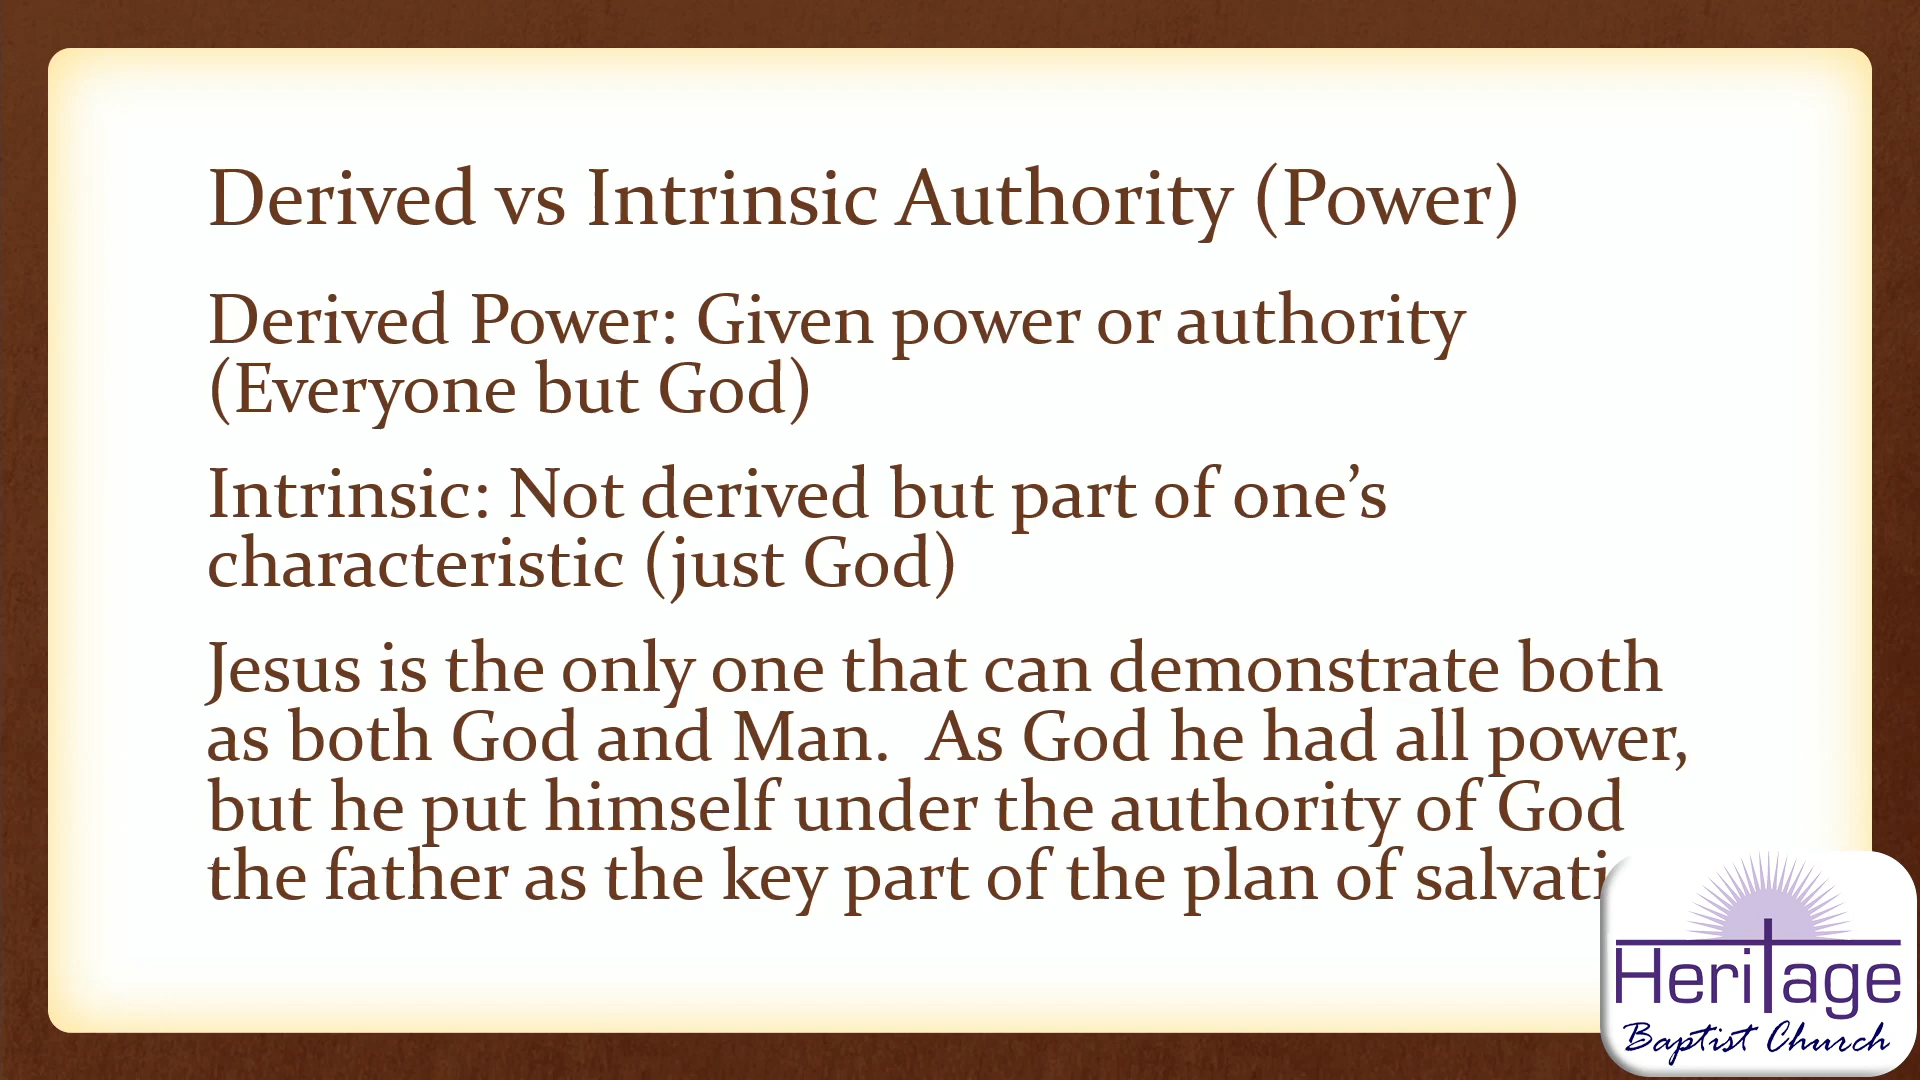 Derived vs Intrinsic Authority (Power)
Derived Power: Given power or authority
(Everyone but God)
Intrinsic: Not derived but part of one’s
characteristic (just God)
Jesus is the only one that can demonstrate both
as both God and Man.  As God he had all power,
but he put himself under the authority of God
the father as the key part of the plan of salvati
Heritage
Baptist Church